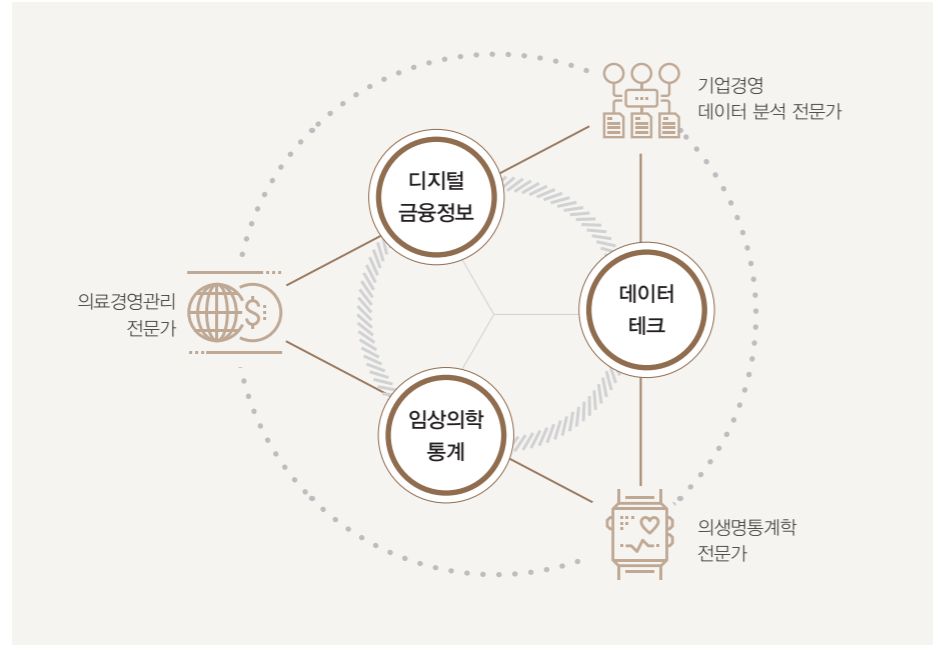 기업경영
데이터 분석 전문가
디지털
금융정보
데이터
테크
의료경영관리
전문가
임상의학
통계
의생명통계학
전문가